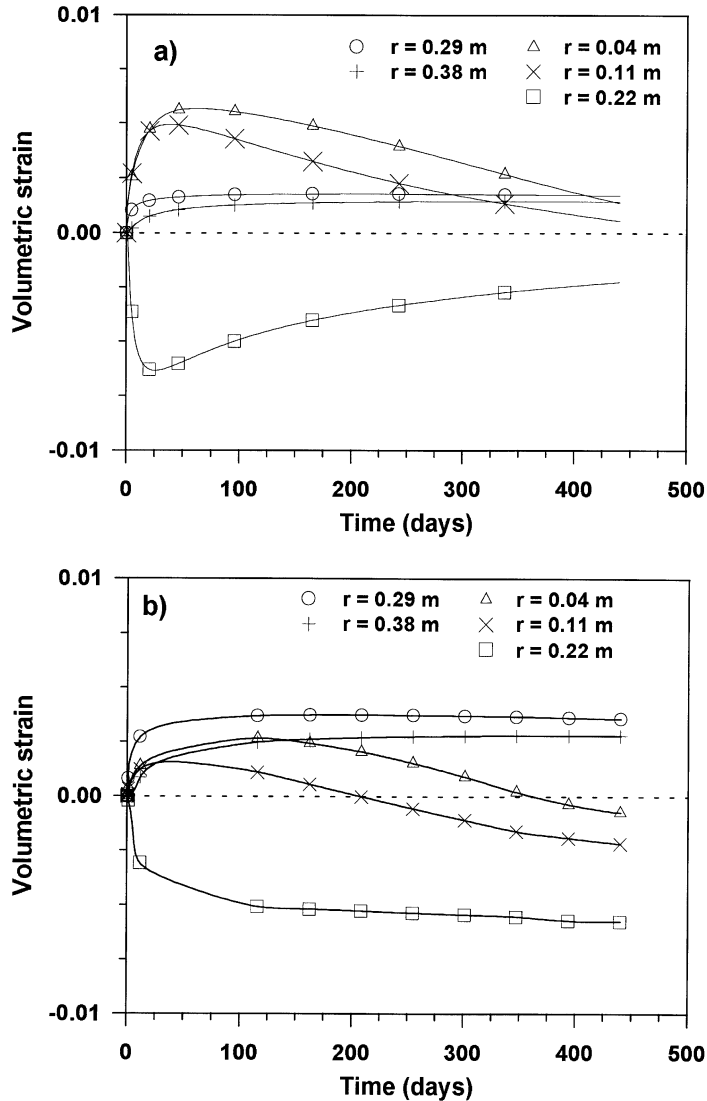 0.01
a)
r = 0.29 m r = 0.04 m
r = 0.38 m r = 0.11 m
r = 0.22 m
Volumetric strain
0.00
-0.01
0 100 200 300 400 500
Time (days)
0.01
b)
r = 0.29 m r = 0.04 m
r = 0.38 m r = 0.11 m
r = 0.22 m
Volumetric strain
0.00
-0.01
0 100 200 300 400 500
Time (days)